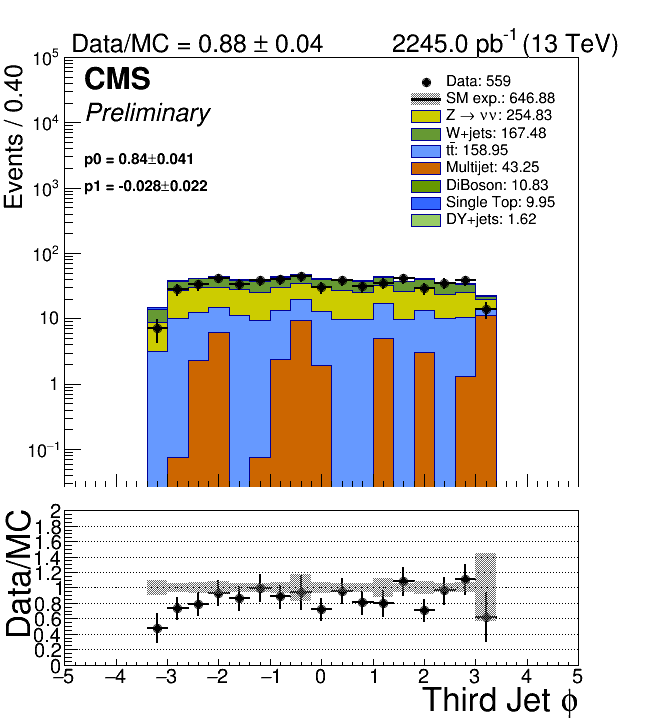 Data/MC = 0.88 ± 0.04 2245.0 pb⁻¹ (13 TeV)
CMS
Preliminary
p0 = 0.84±0.041
p1 = -0.028±0.022
Data: 559
SM exp.: 646.88
Z → νν: 254.83
W+jets: 167.48
tt̄: 158.95
Multijet: 43.25
DiBoson: 10.83
Single Top: 9.95
DY+jets: 1.62
Events / 0.40
10⁵
10⁴
10³
10²
10
1
10⁻¹
Data/MC
2
1.8
1.6
1.4
1.2
1
0.8
0.6
0.4
0.2
0
−5 −4 −3 −2 −1 0 1 2 3 4 5
Third Jet ϕ